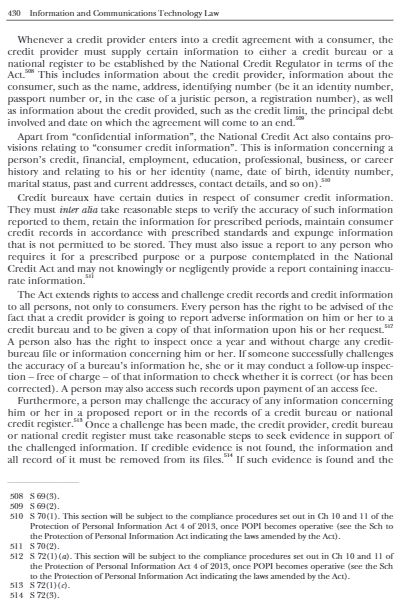 430 Information and Communications Technology Law
Whenever a credit provider enters into a credit agreement with a consumer, the
credit provider must supply certain information to either a credit bureau or a
national register to be established by the National Credit Regulator in terms of the
Act.508 This includes information about the credit provider, information about the
consumer, such as the name, address, identifying number (be it an identity number,
passport number or, in the case of a juristic person, a registration number), as well
as information about the credit provided, such as the credit limit, the principal debt
involved and date on which the agreement will come to an end.509
Apart from “confidential information”, the National Credit Act also contains pro-
visions relating to “consumer credit information”. This is information concerning a
person’s credit, financial, employment, education, professional, business, or career
history and relating to his or her identity (name, date of birth, identity number,
marital status, past and current addresses, contact details, and so on).510
Credit bureaux have certain duties in respect of consumer credit information.
They must inter alia take reasonable steps to verify the accuracy of such information
reported to them, retain the information for prescribed periods, maintain consumer
credit records in accordance with prescribed standards and expunge information
that is not permitted to be stored. They must also issue a report to any person who
requires it for a prescribed purpose or a purpose contemplated in the National
Credit Act and may not knowingly or negligently provide a report containing inaccu-
rate information.511
The Act extends rights to access and challenge credit records and credit information
to all persons, not only to consumers. Every person has the right to be advised of the
fact that a credit provider is going to report adverse information on him or her to a
credit bureau and to be given a copy of that information upon his or her request.512
A person also has the right to inspect once a year and without charge any credit-
bureau file or information concerning him or her. If someone successfully challenges
the accuracy of a bureau’s information he, she or it may conduct a follow-up inspec-
tion – free of charge – of that information to check whether it is correct (or has been
corrected). A person may also access such records upon payment of an access fee.
Furthermore, a person may challenge the accuracy of any information concerning
him or her in a proposed report or in the records of a credit bureau or national
credit register.513 Once a challenge has been made, the credit provider, credit bureau
or national credit register must take reasonable steps to seek evidence in support of
the challenged information. If credible evidence is not found, the information and
all record of it must be removed from its files.514 If such evidence is found and the
508 S 69(3).
509 S 69(2).
510 S 70(1). This section will be subject to the compliance procedures set out in Ch 10 and 11 of the
Protection of Personal Information Act 4 of 2013, once POPI becomes operative (see the Sch to
the Protection of Personal Information Act indicating the laws amended by the Act).
511 S 70(2).
512 S 72(1)(a). This section will be subject to the compliance procedures set out in Ch 10 and 11 of
the Protection of Personal Information Act 4 of 2013, once POPI becomes operative (see the Sch
to the Protection of Personal Information Act indicating the laws amended by the Act).
513 S 72(1)(c).
514 S 72(3).